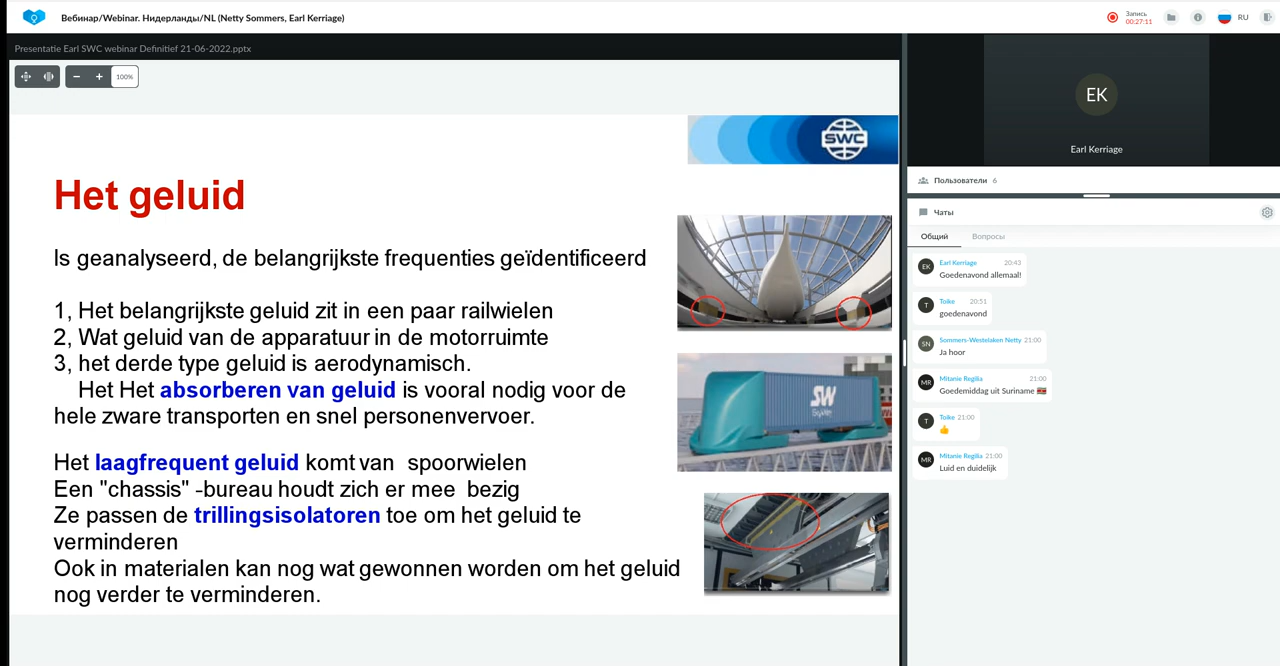 Вебинар/Webinar. Нидерланды/NL (Netty Sommers, Earl Kerriage)
Запись
00:27:11
RU
Presentatie Earl SWC webinar Definitief 21-06-2022.pptx
100%
SWC
Het geluid
Is geanalyseerd, de belangrijkste frequenties geïdentificeerd
1, Het belangrijkste geluid zit in een paar railwielen
2, Wat geluid van de apparatuur in de motorruimte
3, het derde type geluid is aerodynamisch.
Het Het absorberen van geluid is vooral nodig voor de
hele zware transporten en snel personenvervoer.
Het laagfrequent geluid komt van spoorwielen
Een "chassis" -bureau houdt zich er mee bezig
Ze passen de trillingsisolatoren toe om het geluid te
verminderen
Ook in materialen kan nog wat gewonnen worden om het geluid
nog verder te verminderen.
SW
EK
Earl Kerriage
Пользователи 6
Чаты
Общий Вопросы
EK Earl Kerriage 20:43
Goedenavond allemaal!
T Toike 20:51
goedenavond
SN Sommers-Westelaken Netty 21:00
Ja hoor
MR Mitanie Regilia 21:00
Goedemiddag uit Suriname 🇸🇷
T Toike 21:00
👍
MR Mitanie Regilia 21:00
Luid en duidelijk